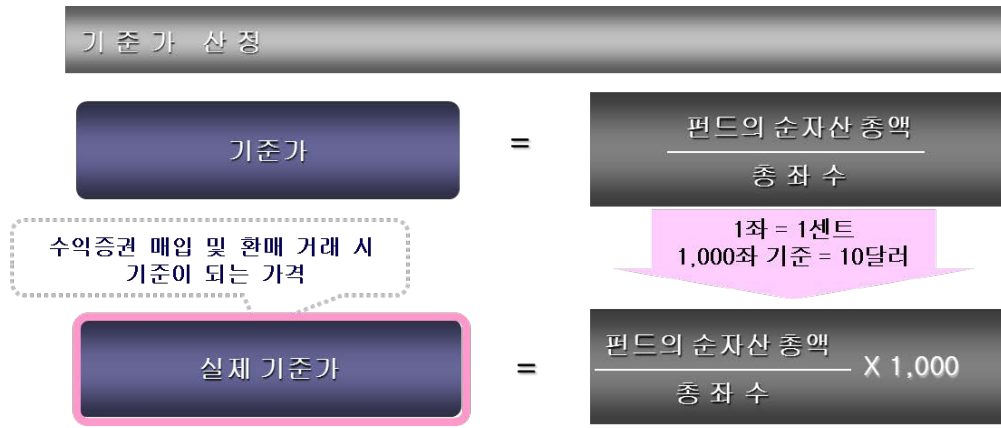 기준가 산정
기준가
=
펀드의 순자산 총액
총 좌 수
수익증권 매입 및 환매 거래 시
기준이 되는 가격
1좌 = 1센트
1,000좌 기준 = 10달러
실제 기준가
=
펀드의 순자산 총액
총 좌 수
X 1,000